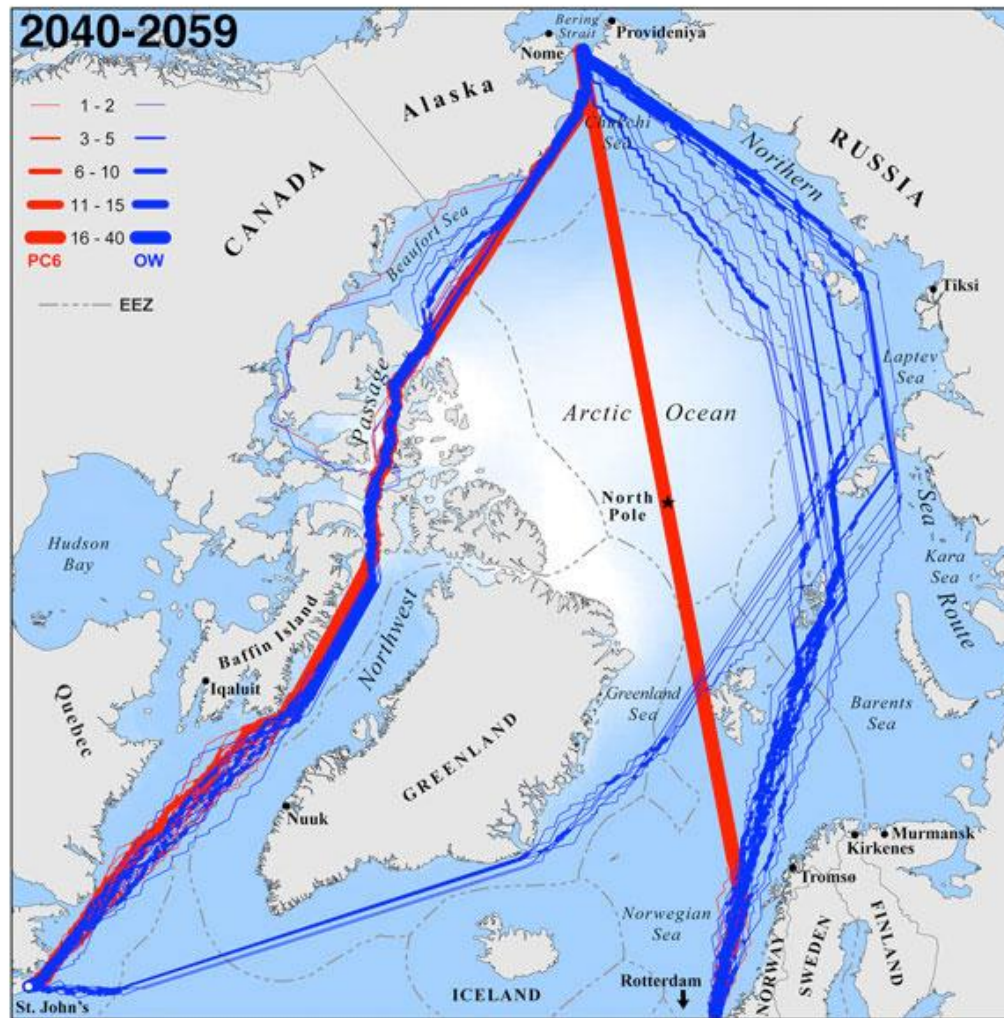 2040-2059
Bering
Strait
Provideniya
Nome
1 - 2
3 - 5
6 - 10
11 - 15
16 - 40
PC6
OW
EEZ
Alaska
Chukchi
Sea
Northern
RUSSIA
CANADA
Beaufort Sea
Tiksi
Laptev
Sea
Passage
Arctic Ocean
North
Pole
Sea
Route
Kara
Sea
Hudson
Bay
Baffin Island
Iqaluit
Northwest
Quebec
Greenland
Sea
Barents
Sea
GREENLAND
Nuuk
Murmansk
Kirkenes
Tromsø
Norwegian
Sea
NORWAY
SWEDEN
FINLAND
Rotterdam
ICELAND
St. John's